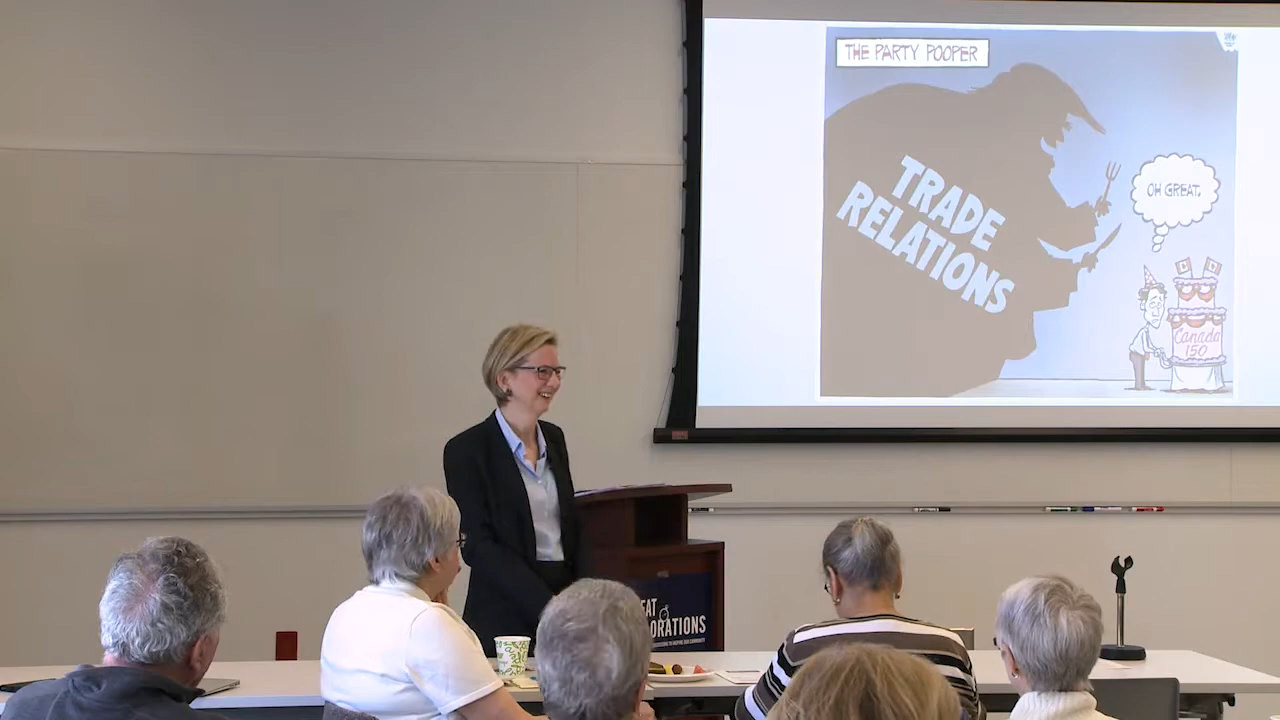 THE PARTY POOPER
TRADE
RELATIONS
OH GREAT.
Canada
150